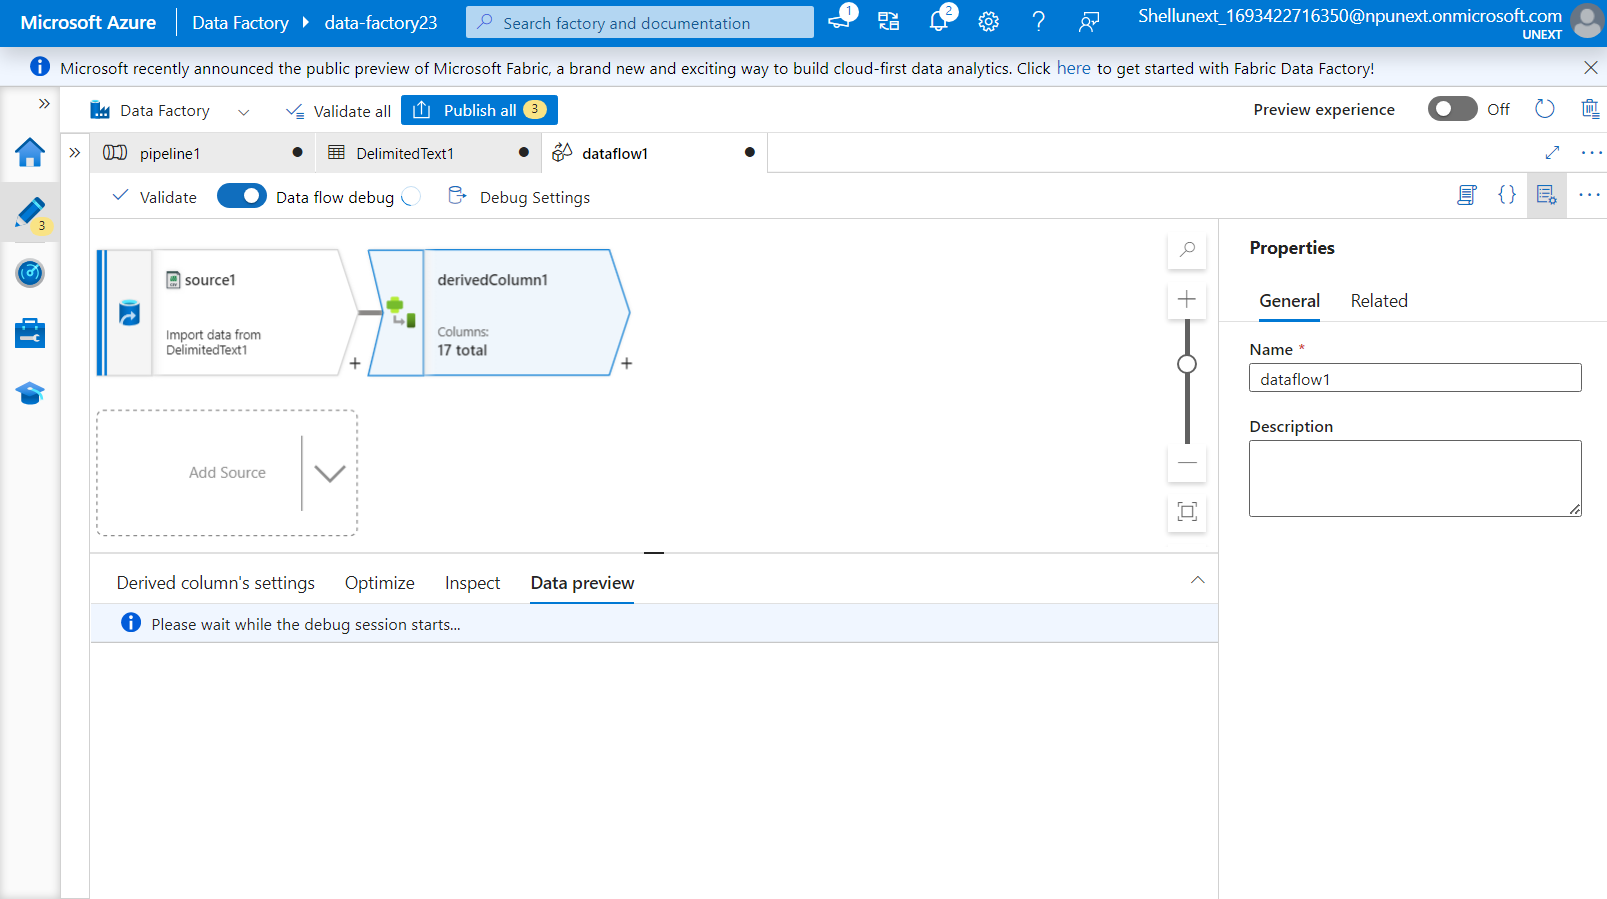 Microsoft Azure
Data Factory
data-factory23
Search factory and documentation
1
2
Shellunext_1693422716350@npunext.onmicrosoft.com
UNEXT
Microsoft recently announced the public preview of Microsoft Fabric, a brand new and exciting way to build cloud-first data analytics. Click here to get started with Fabric Data Factory!
Data Factory
Validate all
Publish all 3
Preview experience
Off
pipeline1
DelimitedText1
dataflow1
3
Validate
Data flow debug
Debug Settings
{}
source1
Import data from
DelimitedText1
+
derivedColumn1
Columns:
17 total
+
Add Source
Properties
General
Related
Name *
dataflow1
Description
Derived column's settings
Optimize
Inspect
Data preview
Please wait while the debug session starts...